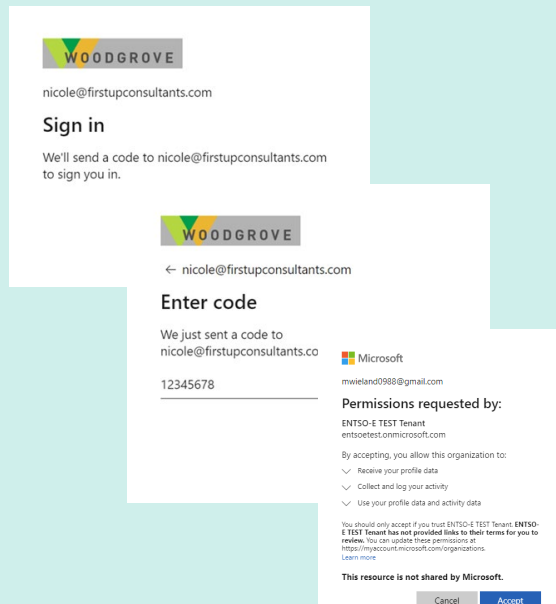 WOODGROVE
nicole@firstupconsultants.com
Sign in
We'll send a code to nicole@firstupconsultants.com
to sign you in.
WOODGROVE
← nicole@firstupconsultants.com
Enter code
We just sent a code to
nicole@firstupconsultants.co
12345678
Microsoft
mwieland0988@gmail.com
Permissions requested by:
ENTSO-E TEST Tenant
entsoetest.onmicrosoft.com
By accepting, you allow this organization to:
Receive your profile data
Collect and log your activity
Use your profile data and activity data
You should only accept if you trust ENTSO-E TEST Tenant. ENTSO-
E TEST Tenant has not provided links to their terms for you to
review. You can update these permissions at
https://myaccount.microsoft.com/organizations.
Learn more
This resource is not shared by Microsoft.
Cancel Accept